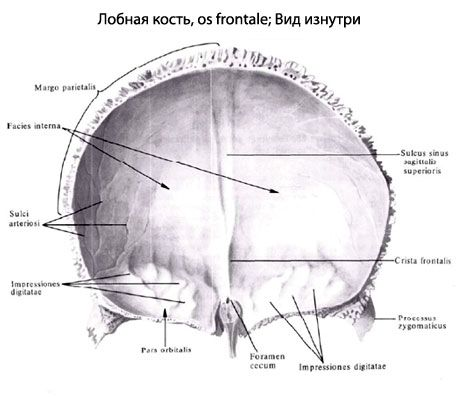 Лобная кость, os frontale; Вид изнутри
Margo parietalis
Facies interna
Sulcus sinus
sagittalis
superioris
Sulci
arteriosi
Crista frontalis
Impressiones
digitatae
Processus
zygomaticus
Pars orbitalis
Foramen
cecum
Impressiones digitatae